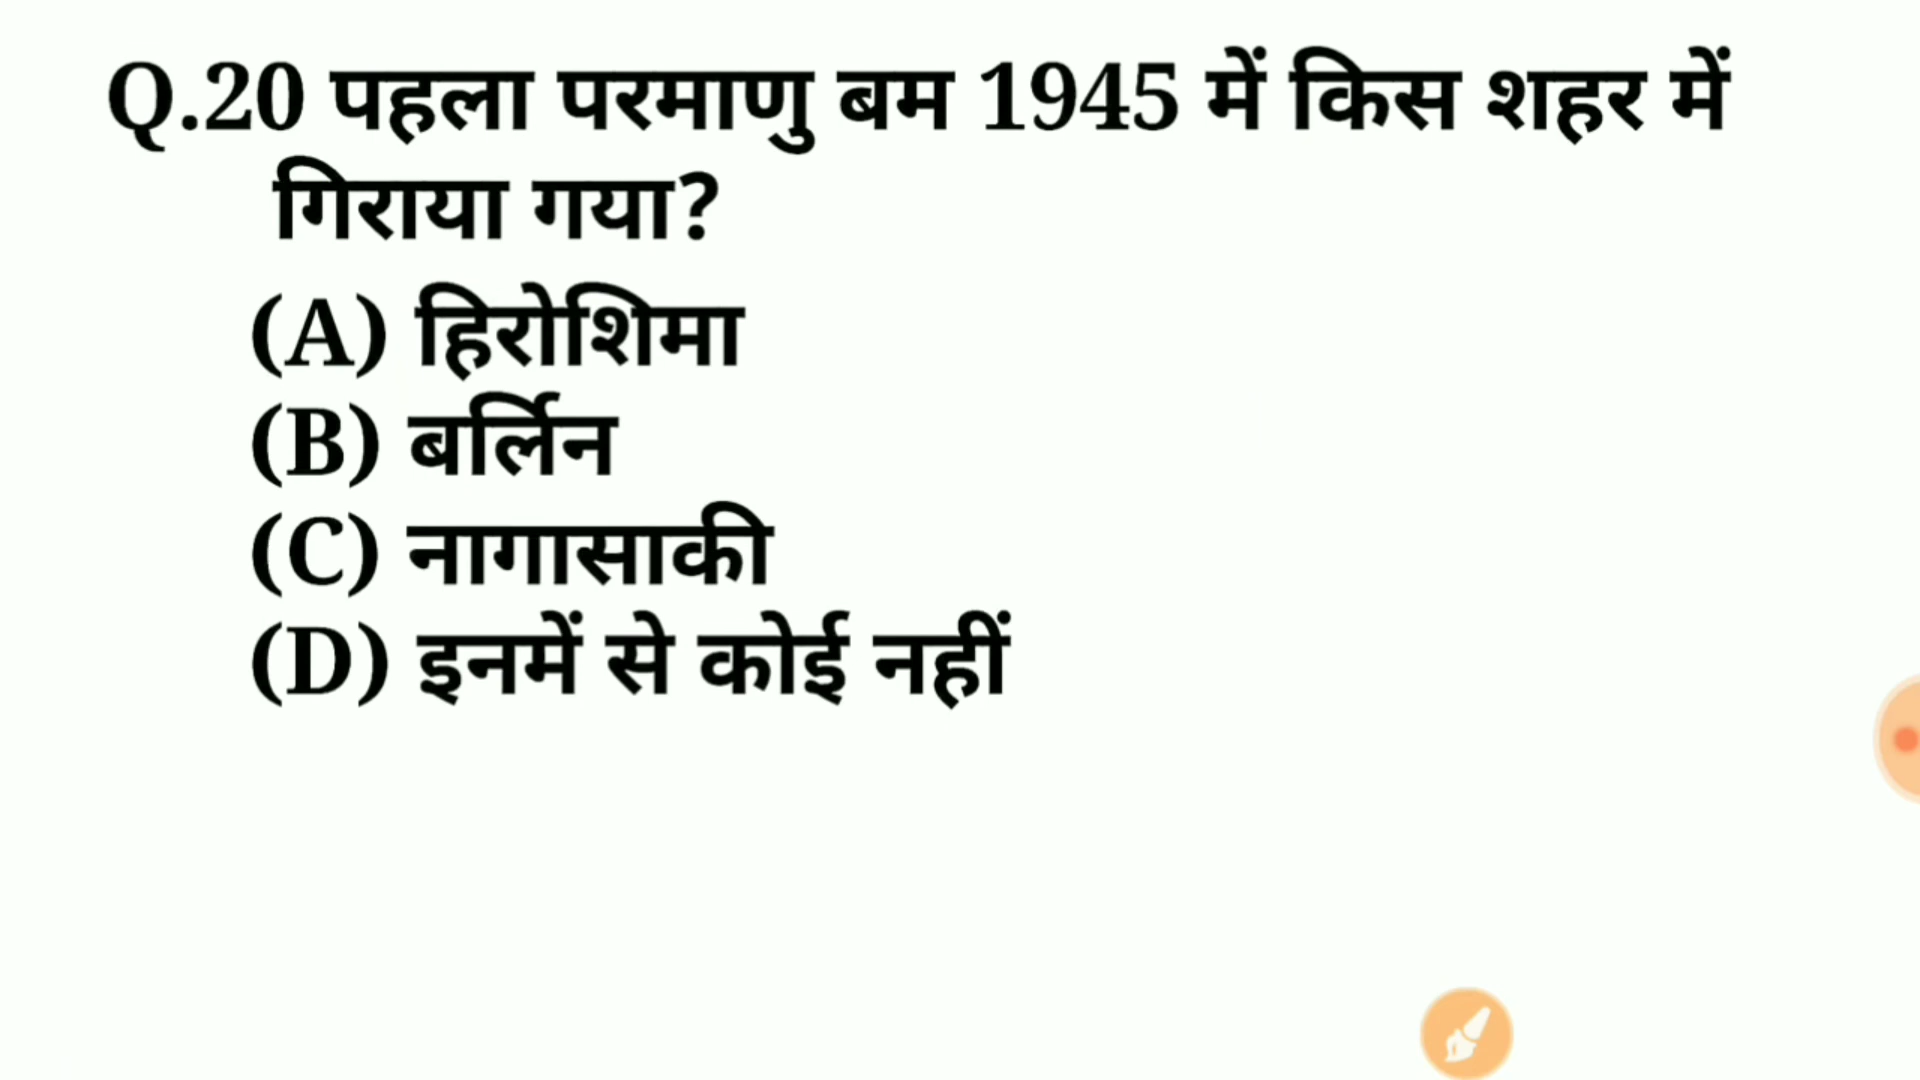 Q.20 पहला परमाणु बम 1945 में किस शहर में
गिराया गया?
(A) हिरोशिमा
(B) बर्लिन
(C) नागासाकी
(D) इनमें से कोई नहीं